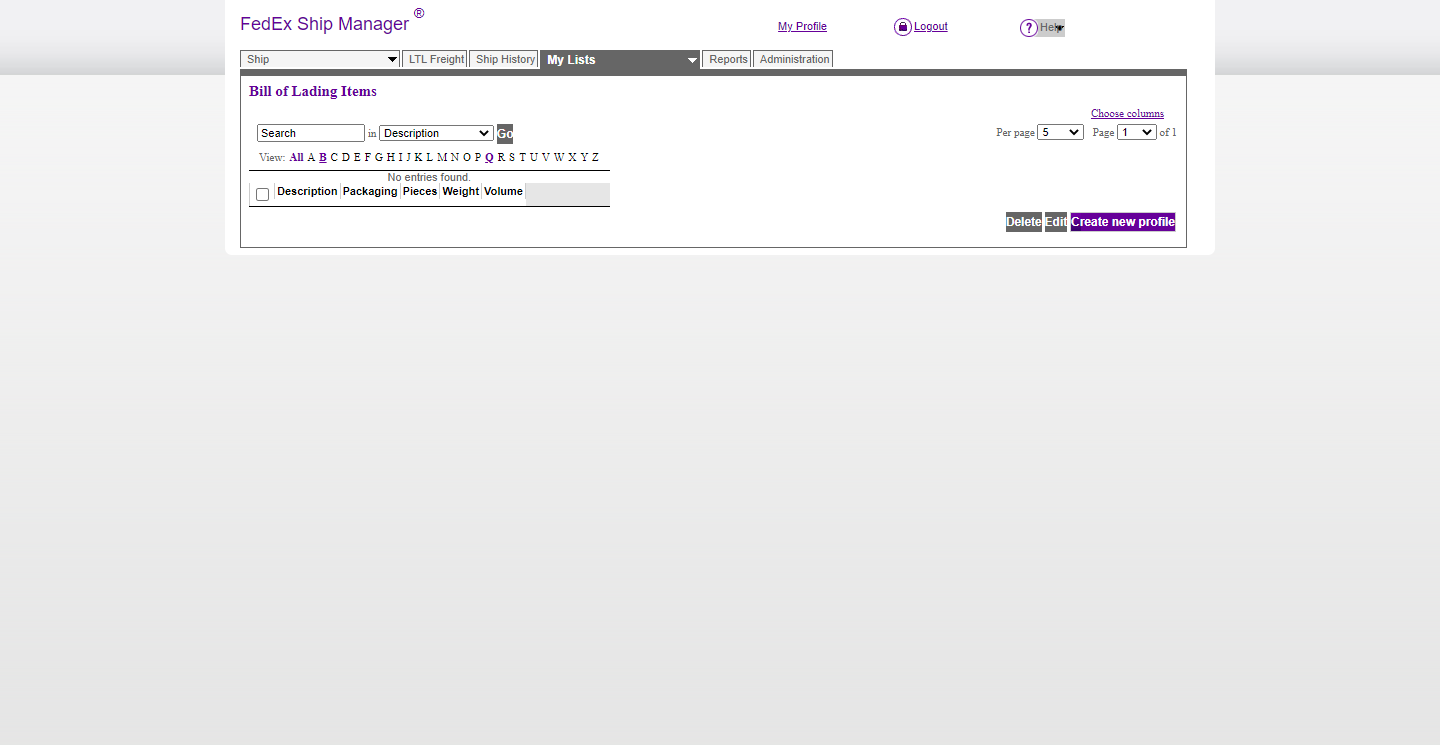 FedEx Ship Manager ®
My Profile
Logout
? Help
Ship
LTL Freight
Ship History
My Lists
Reports
Administration
Bill of Lading Items
Choose columns
Search in Description Go
Per page 5 Page 1 of 1
View: All A B C D E F G H I J K L M N O P Q R S T U V W X Y Z
No entries found.
Description Packaging Pieces Weight Volume
Delete Edit Create new profile